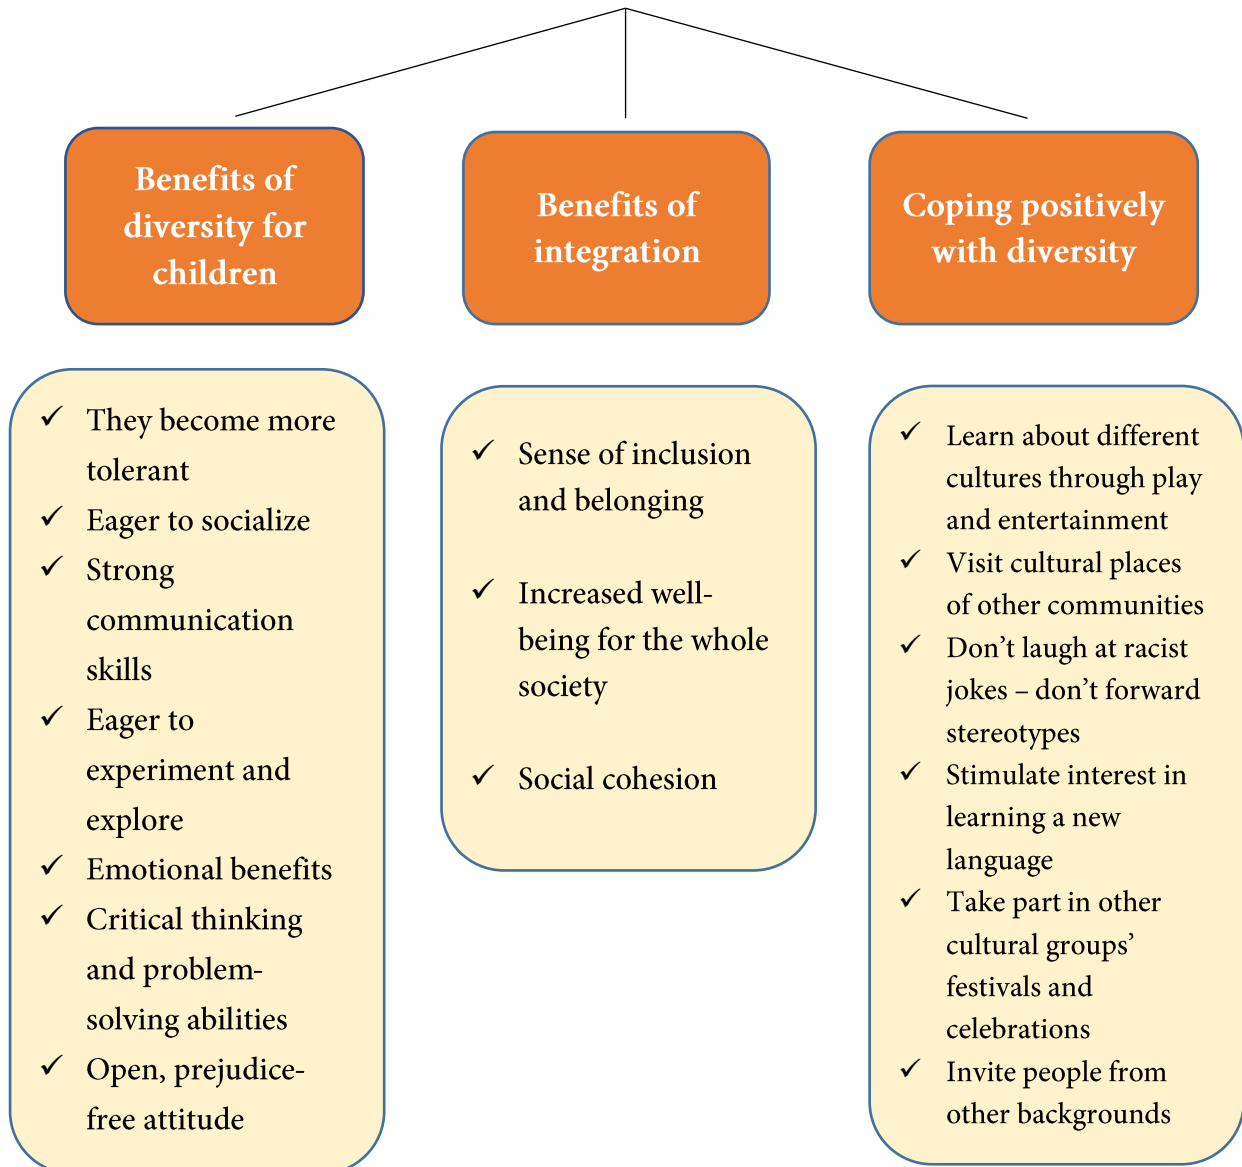 Benefits of
diversity for
children
Benefits of
integration
Coping positively
with diversity
✓ They become more
tolerant
✓ Eager to socialize
✓ Strong
communication
skills
✓ Eager to
experiment and
explore
✓ Emotional benefits
✓ Critical thinking
and problem-
solving abilities
✓ Open, prejudice-
free attitude
✓ Sense of inclusion
and belonging
✓ Increased well-
being for the whole
society
✓ Social cohesion
✓ Learn about different
cultures through play
and entertainment
✓ Visit cultural places
of other communities
✓ Don’t laugh at racist
jokes – don’t forward
stereotypes
✓ Stimulate interest in
learning a new
language
✓ Take part in other
cultural groups’
festivals and
celebrations
✓ Invite people from
other backgrounds